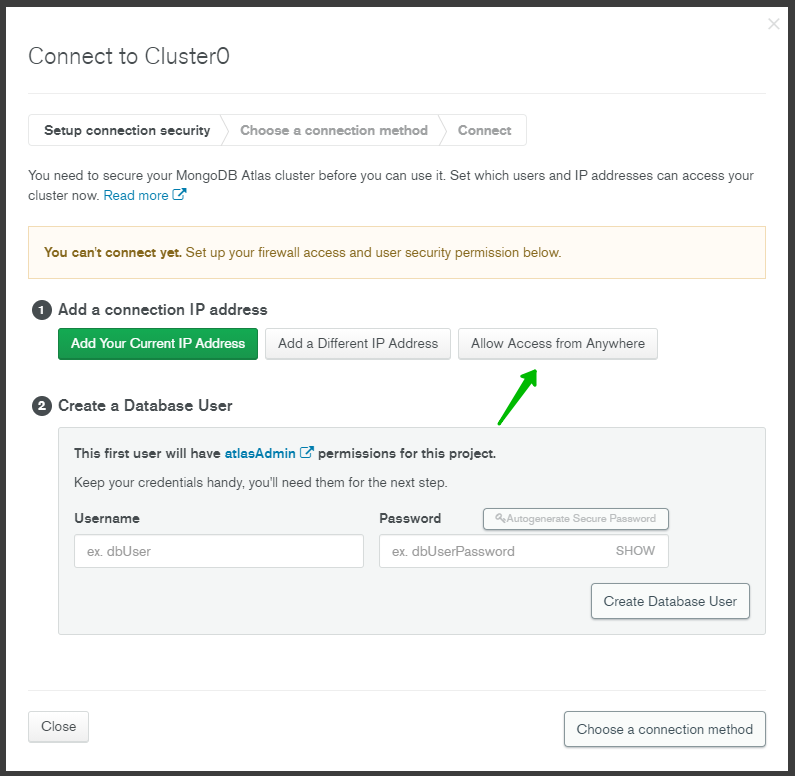 Connect to Cluster0
Setup connection security
Choose a connection method
Connect
You need to secure your MongoDB Atlas cluster before you can use it. Set which users and IP addresses can access your
cluster now. Read more
You can't connect yet. Set up your firewall access and user security permission below.
1 Add a connection IP address
Add Your Current IP Address
Add a Different IP Address
Allow Access from Anywhere
2 Create a Database User
This first user will have atlasAdmin permissions for this project.
Keep your credentials handy, you'll need them for the next step.
Username
Password
Autogenerate Secure Password
ex. dbUser
ex. dbUserPassword
SHOW
Create Database User
Close
Choose a connection method